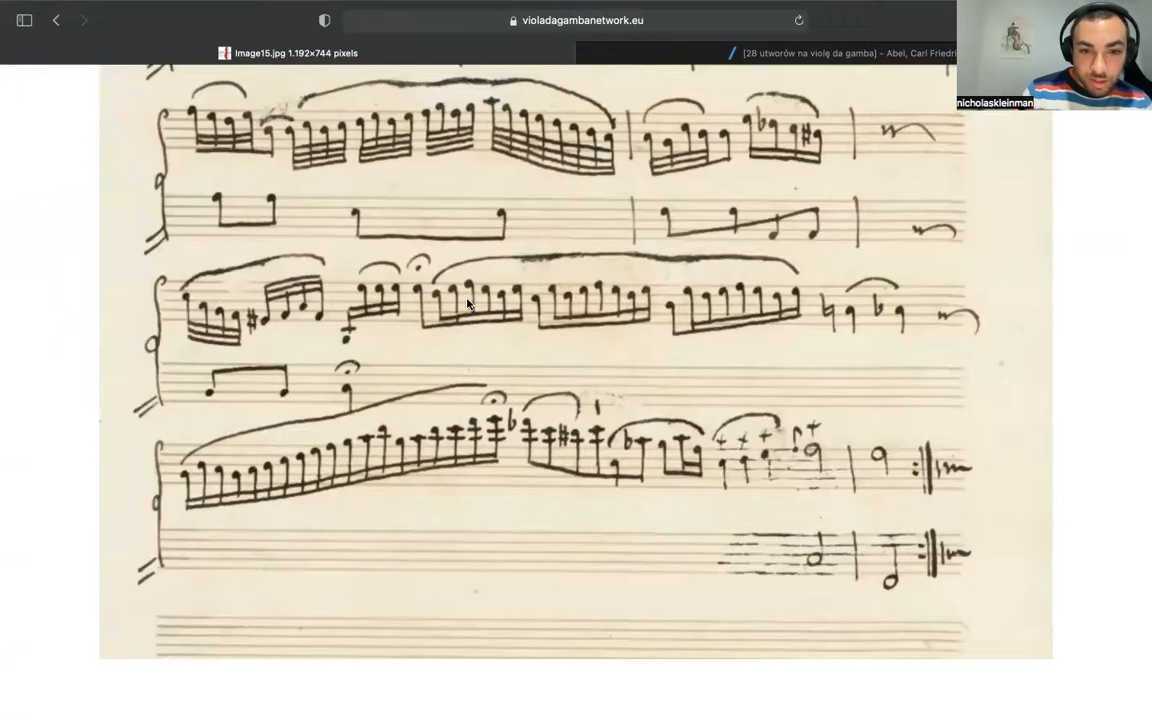 violadagambanetwork.eu
Image15.jpg 1.192×744 pixels
[28 utworów na violę da gamba] - Abel, Carl Friedri
nicholaskleinman